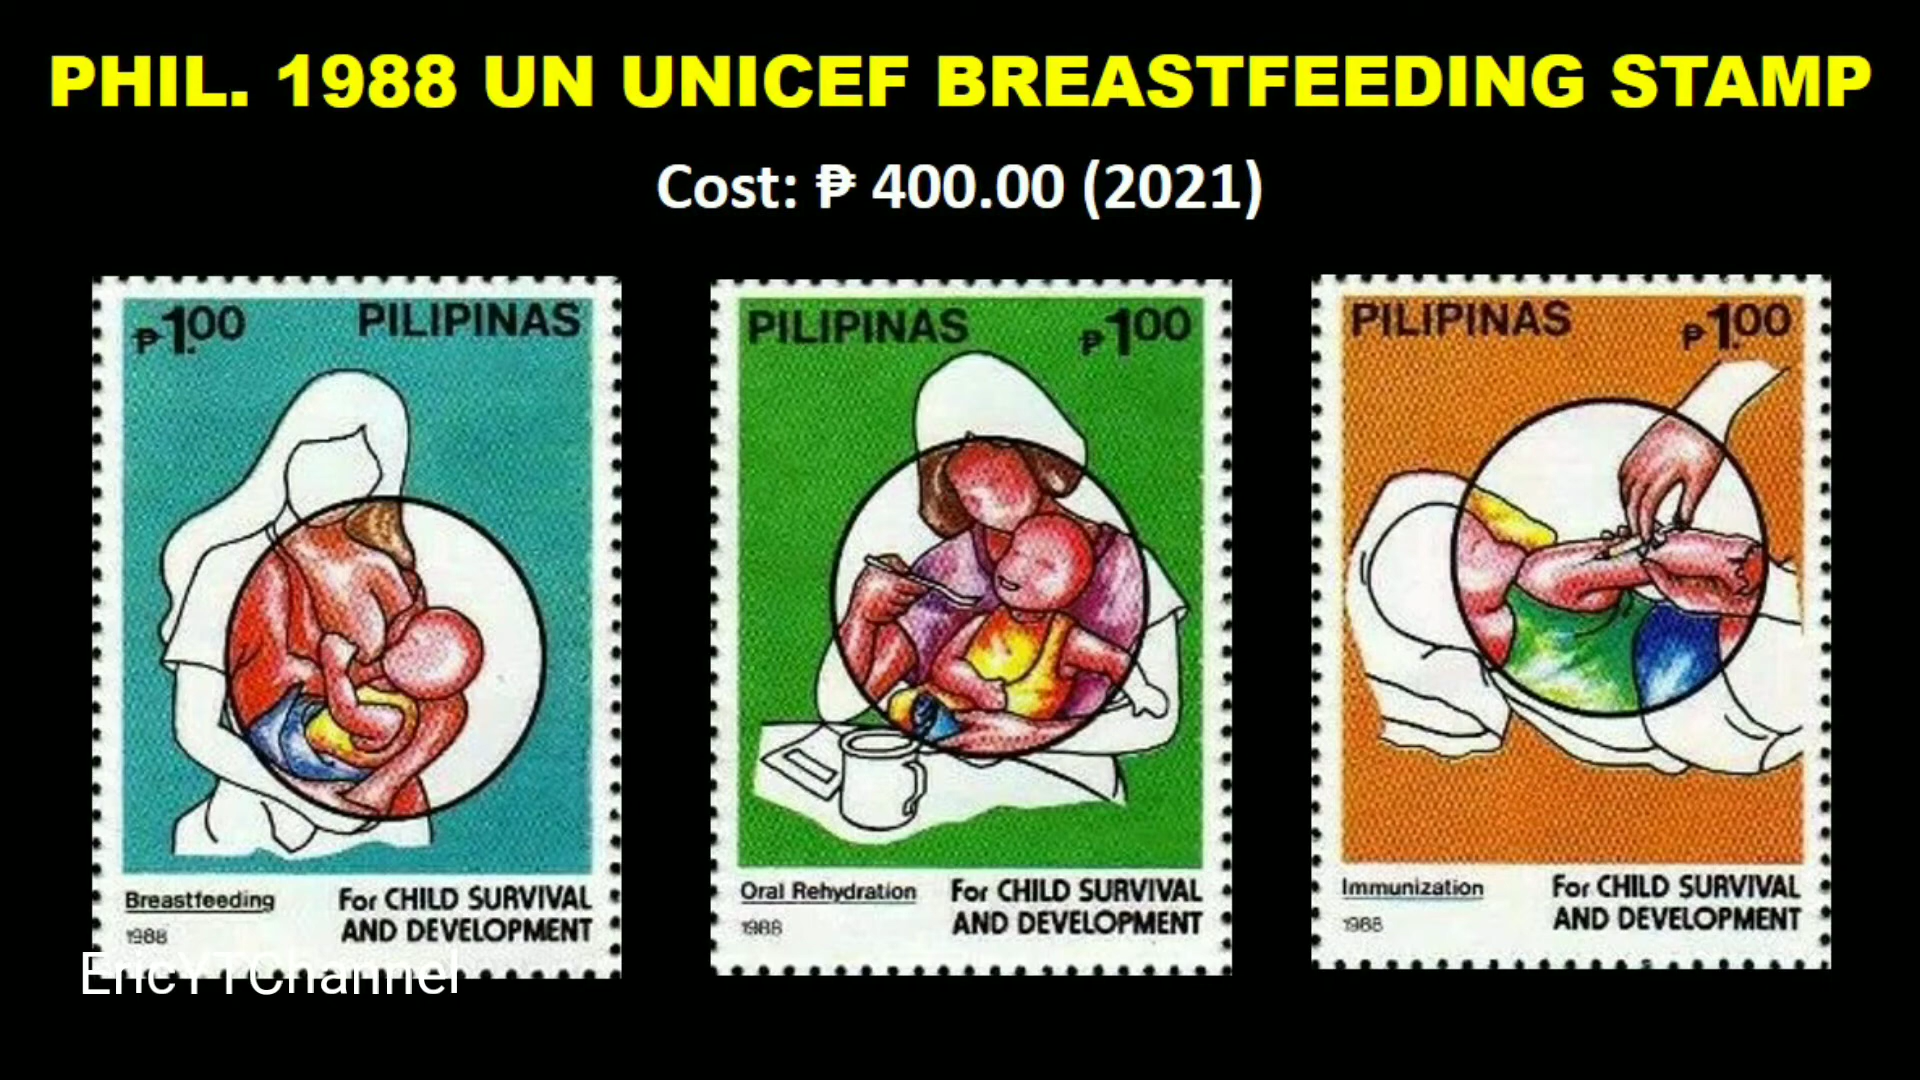 PHIL. 1988 UN UNICEF BREASTFEEDING STAMP
Cost: ₱ 400.00 (2021)
₱1.00 PILIPINAS
Breastfeeding
1988
For CHILD SURVIVAL
AND DEVELOPMENT
PILIPINAS ₱1.00
Oral Rehydration
1988
For CHILD SURVIVAL
AND DEVELOPMENT
PILIPINAS ₱1.00
Immunization
1988
For CHILD SURVIVAL
AND DEVELOPMENT
EricYTChannel